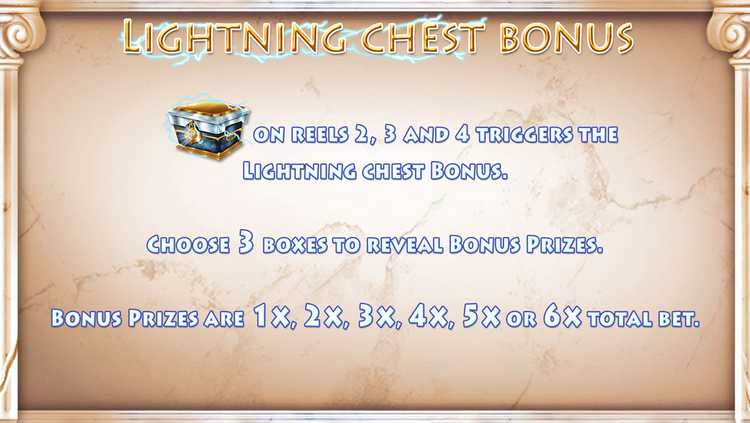 Lightning Chest Bonus
on reels 2, 3 and 4 triggers the
Lightning chest Bonus.
Choose 3 boxes to reveal Bonus Prizes.
Bonus Prizes are 1x, 2x, 3x, 4x, 5x or 6x total bet.